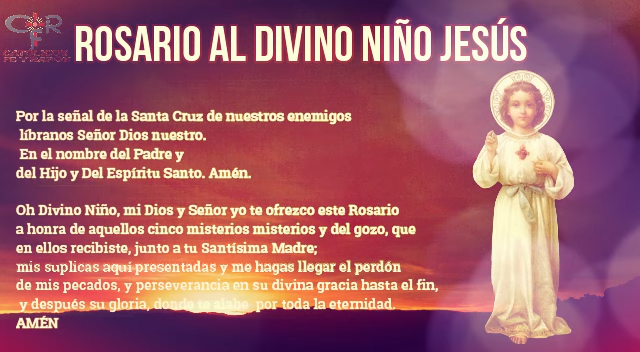 CR
F
CATÓLICOS
ROSARIO AL DIVINO NIÑO JESÚS
Por la señal de la Santa Cruz de nuestros enemigos
líbranos Señor Dios nuestro.
En el nombre del Padre y
del Hijo y Del Espíritu Santo. Amén.
Oh Divino Niño, mi Dios y Señor yo te ofrezco este Rosario
a honra de aquellos cinco misterios misterios y del gozo, que
en ellos recibiste, junto a tu Santísima Madre;
mis suplicas aquí presentadas y me hagas llegar el perdón
de mis pecados, y perseverancia en su divina gracia hasta el fin,
y después su gloria, donde te alabe, por toda la eternidad.
AMÉN